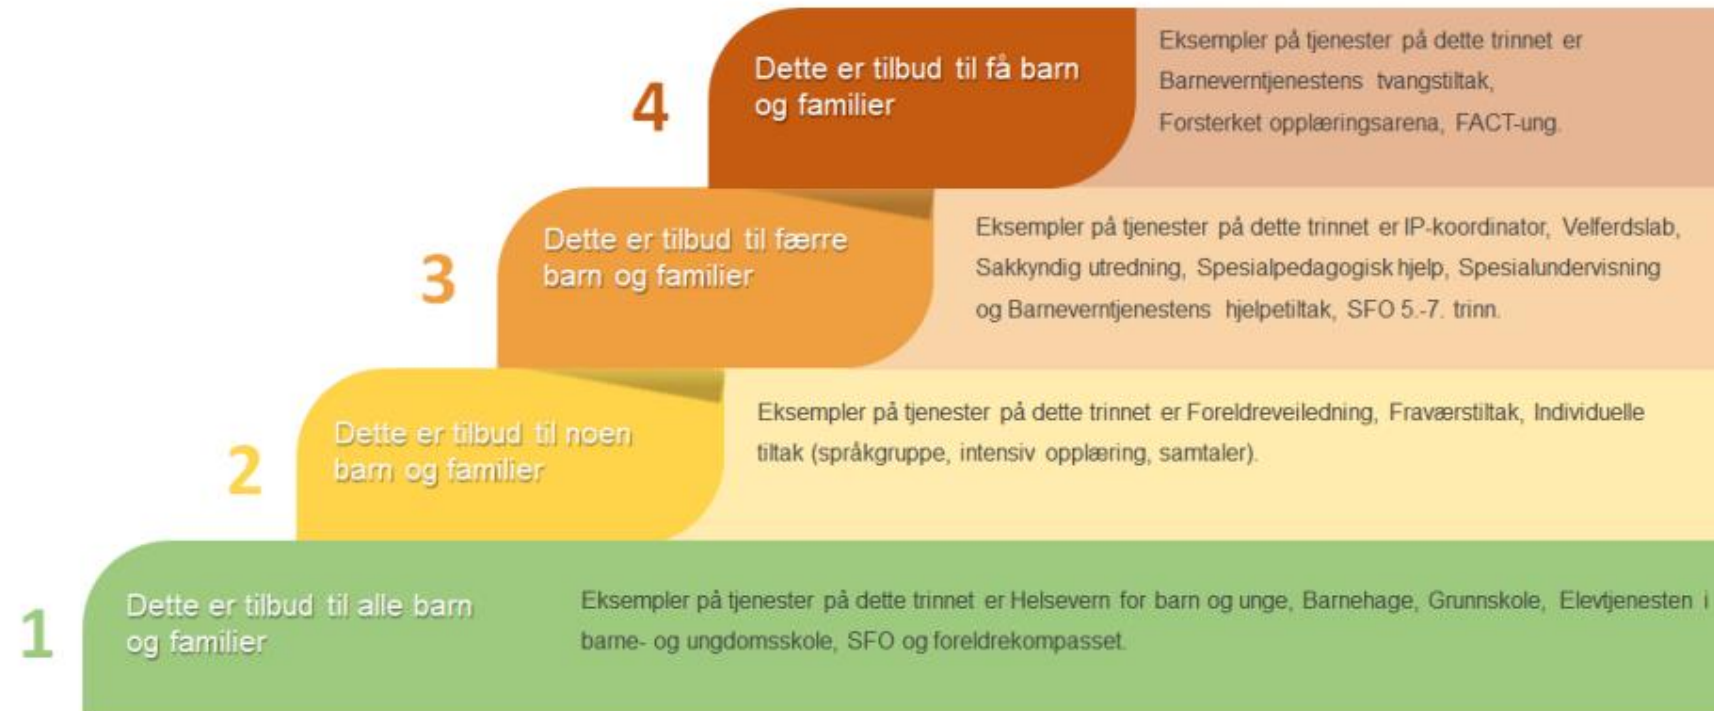 4
Dette er tilbud til få barn
og familier
Eksempler på tjenester på dette trinnet er
Barneverntjenestens tvangstiltak,
Forsterket opplæringsarena, FACT-ung.
3
Dette er tilbud til færre
barn og familier
Eksempler på tjenester på dette trinnet er IP-koordinator, Velferdslab,
Sakkyndig utredning, Spesialpedagogisk hjelp, Spesialundervisning
og Barneverntjenestens hjelpetiltak, SFO 5.-7. trinn.
2
Dette er tilbud til noen
barn og familier
Eksempler på tjenester på dette trinnet er Foreldreveiledning, Fraværstiltak, Individuelle
tiltak (språkgruppe, intensiv opplæring, samtaler).
1
Dette er tilbud til alle barn
og familier
Eksempler på tjenester på dette trinnet er Helsevern for barn og unge, Barnehage, Grunnskole, Elevtjenesten i
barne- og ungdomsskole, SFO og foreldrekompasset.